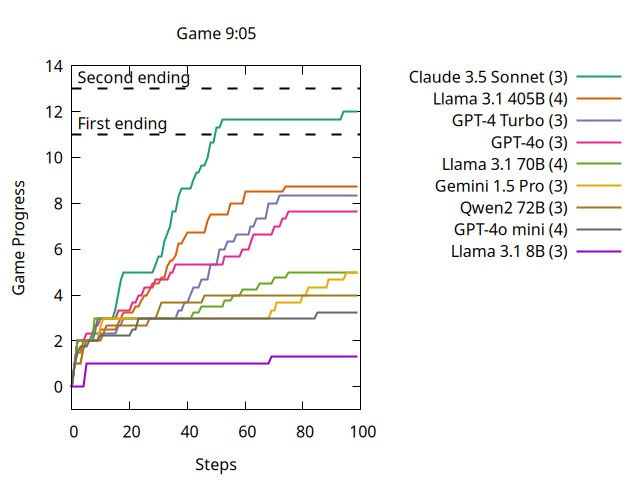 Game 9:05
14
12
10
8
6
4
2
0
Second ending
First ending
Game Progress
0 20 40 60 80 100
Steps
Claude 3.5 Sonnet (3)
Llama 3.1 405B (4)
GPT-4 Turbo (3)
GPT-4o (3)
Llama 3.1 70B (4)
Gemini 1.5 Pro (3)
Qwen2 72B (3)
GPT-4o mini (4)
Llama 3.1 8B (3)